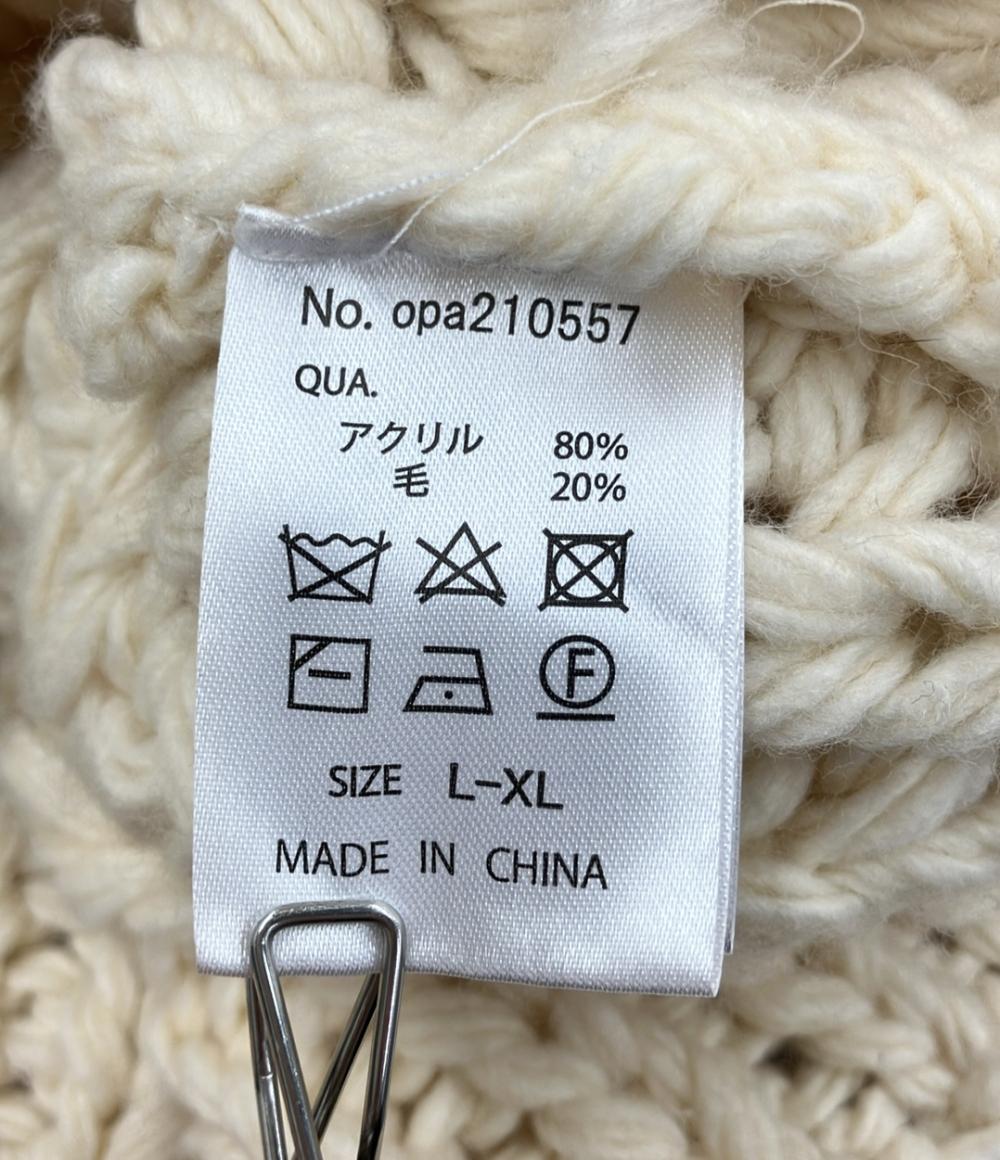 No. opa210557
QUA.
アクリル 80%
毛 20%
F
SIZE L-XL
MADE IN CHINA